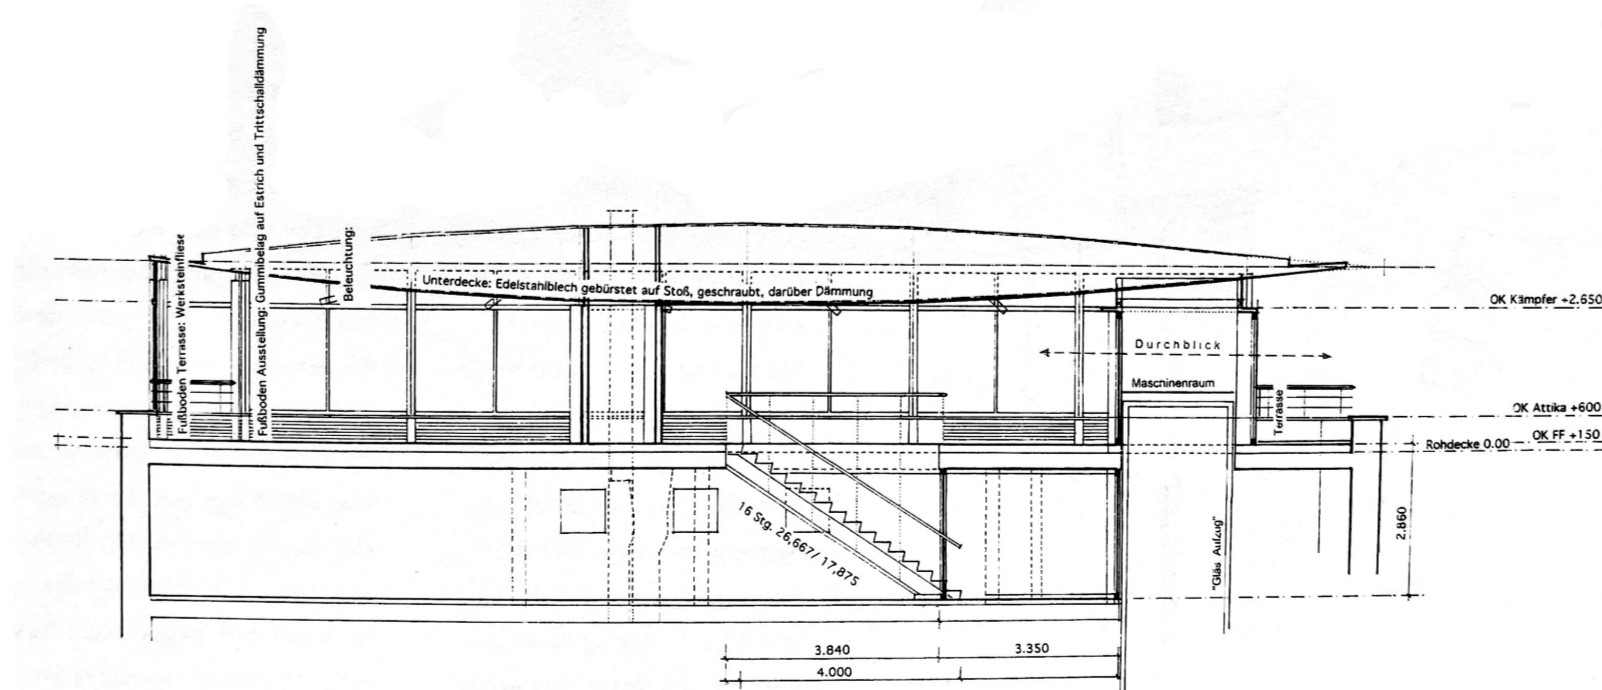 Fußboden Terrasse: Werksteinfliese
Fußboden Ausstellung: Gummibelag auf Estrich und Trittschalldämmung
Beleuchtung:
Unterdecke: Edelstahlblech gebürstet auf Stoß, geschraubt, darüber Dämmung
OK Kämpfer +2.650
Durchblick
Maschinenraum
Terrasse
OK Attika +600
OK FF +150
Rohdecke 0.00
16 Stg. 26,667/ 17,875
"Gläs Aufzug"
2.860
3.840
3.350
4.000